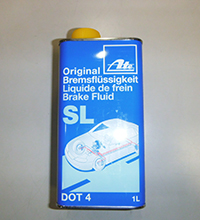 Ate
Original
Bremsflüssigkeit
Liquide de frein
Brake Fluid
SL
DOT 4
1L